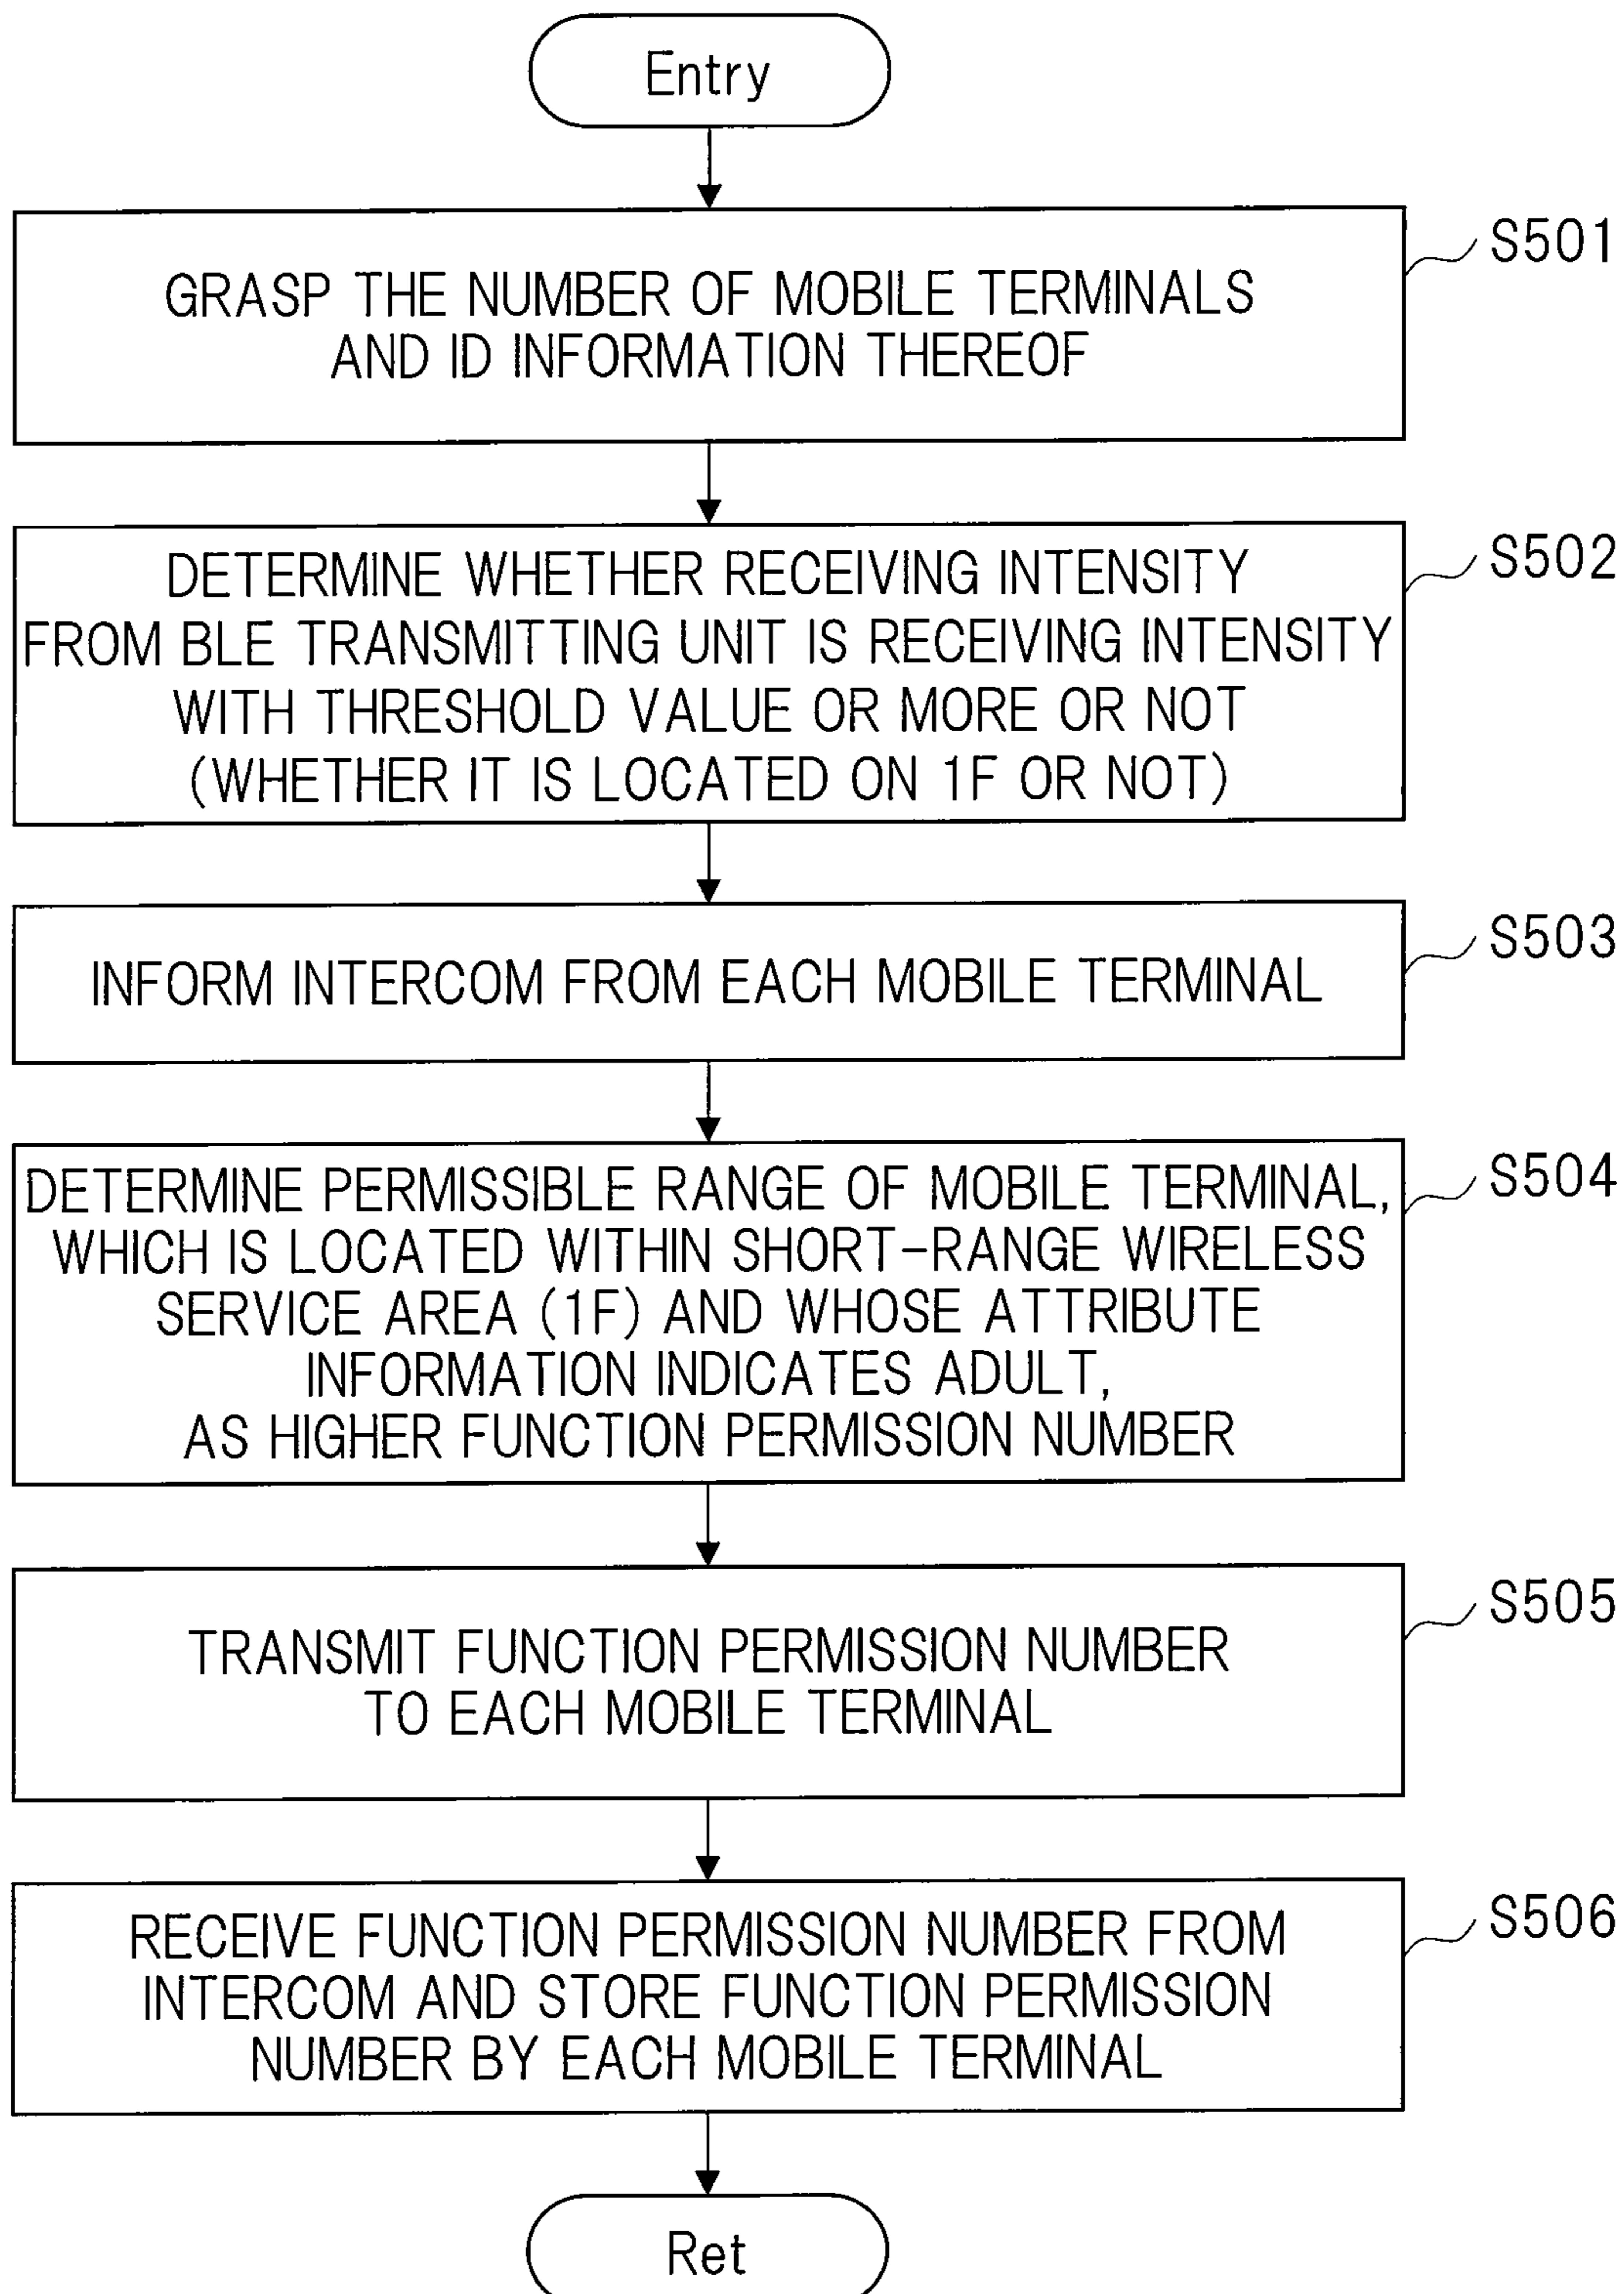 Entry
GRASP THE NUMBER OF MOBILE TERMINALS
AND ID INFORMATION THEREOF
S501
DETERMINE WHETHER RECEIVING INTENSITY
FROM BLE TRANSMITTING UNIT IS RECEIVING INTENSITY
WITH THRESHOLD VALUE OR MORE OR NOT
(WHETHER IT IS LOCATED ON 1F OR NOT)
S502
INFORM INTERCOM FROM EACH MOBILE TERMINAL
S503
DETERMINE PERMISSIBLE RANGE OF MOBILE TERMINAL,
WHICH IS LOCATED WITHIN SHORT-RANGE WIRELESS
SERVICE AREA (1F) AND WHOSE ATTRIBUTE
INFORMATION INDICATES ADULT,
AS HIGHER FUNCTION PERMISSION NUMBER
S504
TRANSMIT FUNCTION PERMISSION NUMBER
TO EACH MOBILE TERMINAL
S505
RECEIVE FUNCTION PERMISSION NUMBER FROM
INTERCOM AND STORE FUNCTION PERMISSION
NUMBER BY EACH MOBILE TERMINAL
S506
Ret